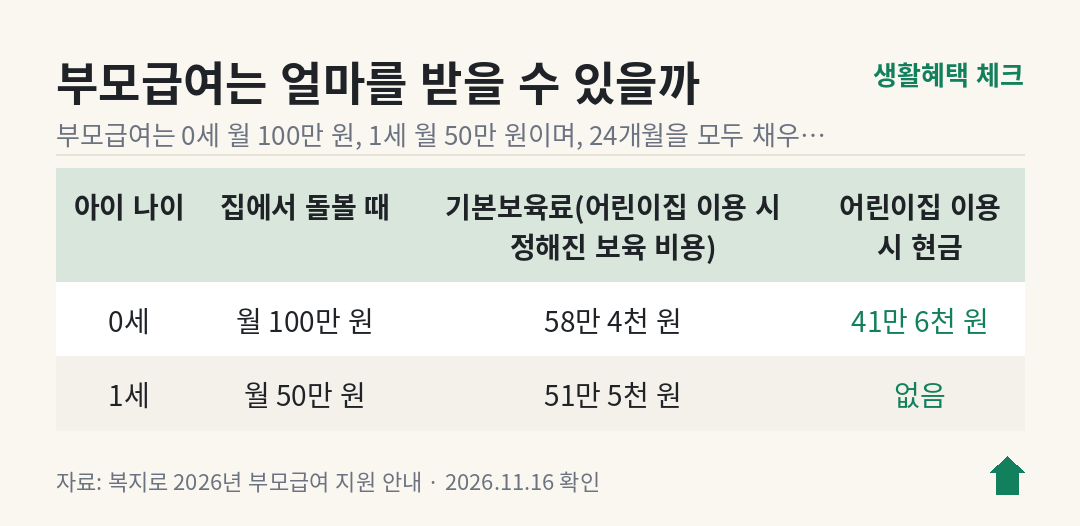 부모급여는 얼마를 받을 수 있을까
생활혜택 체크
부모급여는 0세 월 100만 원, 1세 월 50만 원이며, 24개월을 모두 채우…
아이 나이
집에서 돌볼 때
기본보육료(어린이집 이용 시
정해진 보육 비용)
어린이집 이용
시 현금
0세
월 100만 원
58만 4천 원
41만 6천 원
1세
월 50만 원
51만 5천 원
없음
자료: 복지로 2026년 부모급여 지원 안내 · 2026.11.16 확인